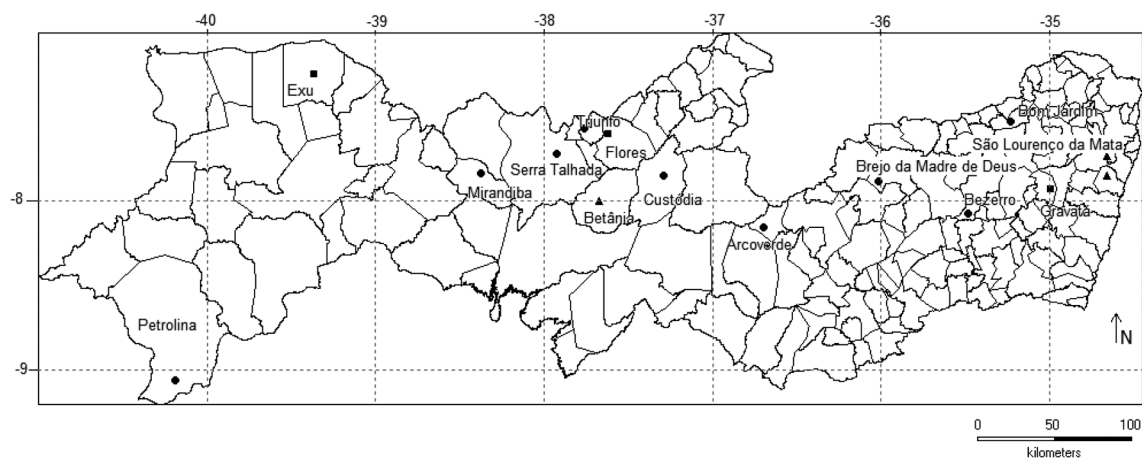 -40 -39 -38 -37 -36 -35
Exu
Triunfo
Bom Jardim
Flores
São Lourenço da Mata
Serra Talhada
Brejo da Madre de Deus
Mirandiba
Custódia
Bezerro
-8
Betânia
Gravatá
Arcoverde
Petrolina
N
-9
0 50 100
kilometers